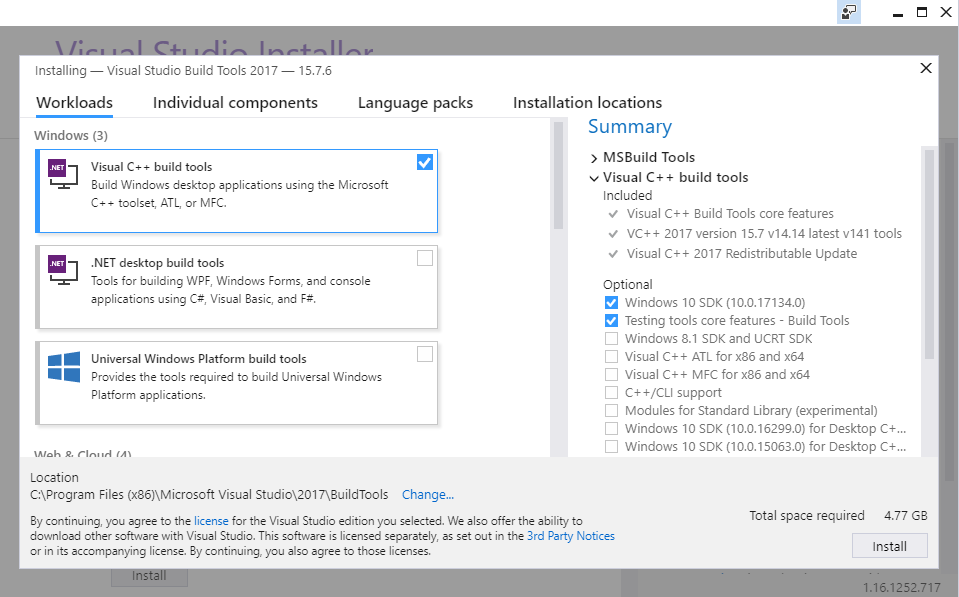 Visual Studio Installer
Installing — Visual Studio Build Tools 2017 — 15.7.6
Workloads
Individual components
Language packs
Installation locations
Windows (3)
.NET
Visual C++ build tools
Build Windows desktop applications using the Microsoft
C++ toolset, ATL, or MFC.
.NET
.NET desktop build tools
Tools for building WPF, Windows Forms, and console
applications using C#, Visual Basic, and F#.
Universal Windows Platform build tools
Provides the tools required to build Universal Windows
Platform applications.
Web & Cloud (4)
Summary
MSBuild Tools
Visual C++ build tools
Included
Visual C++ Build Tools core features
VC++ 2017 version 15.7 v14.14 latest v141 tools
Visual C++ 2017 Redistributable Update
Optional
Windows 10 SDK (10.0.17134.0)
Testing tools core features - Build Tools
Windows 8.1 SDK and UCRT SDK
Visual C++ ATL for x86 and x64
Visual C++ MFC for x86 and x64
C++/CLI support
Modules for Standard Library (experimental)
Windows 10 SDK (10.0.16299.0) for Desktop C+...
Windows 10 SDK (10.0.15063.0) for Desktop C+...
Location
C:\Program Files (x86)\Microsoft Visual Studio\2017\BuildTools Change...
By continuing, you agree to the license for the Visual Studio edition you selected. We also offer the ability to
download other software with Visual Studio. This software is licensed separately, as set out in the 3rd Party Notices
or in its accompanying license. By continuing, you also agree to those licenses.
Total space required 4.77 GB
Install
Install
1.16.1252.717